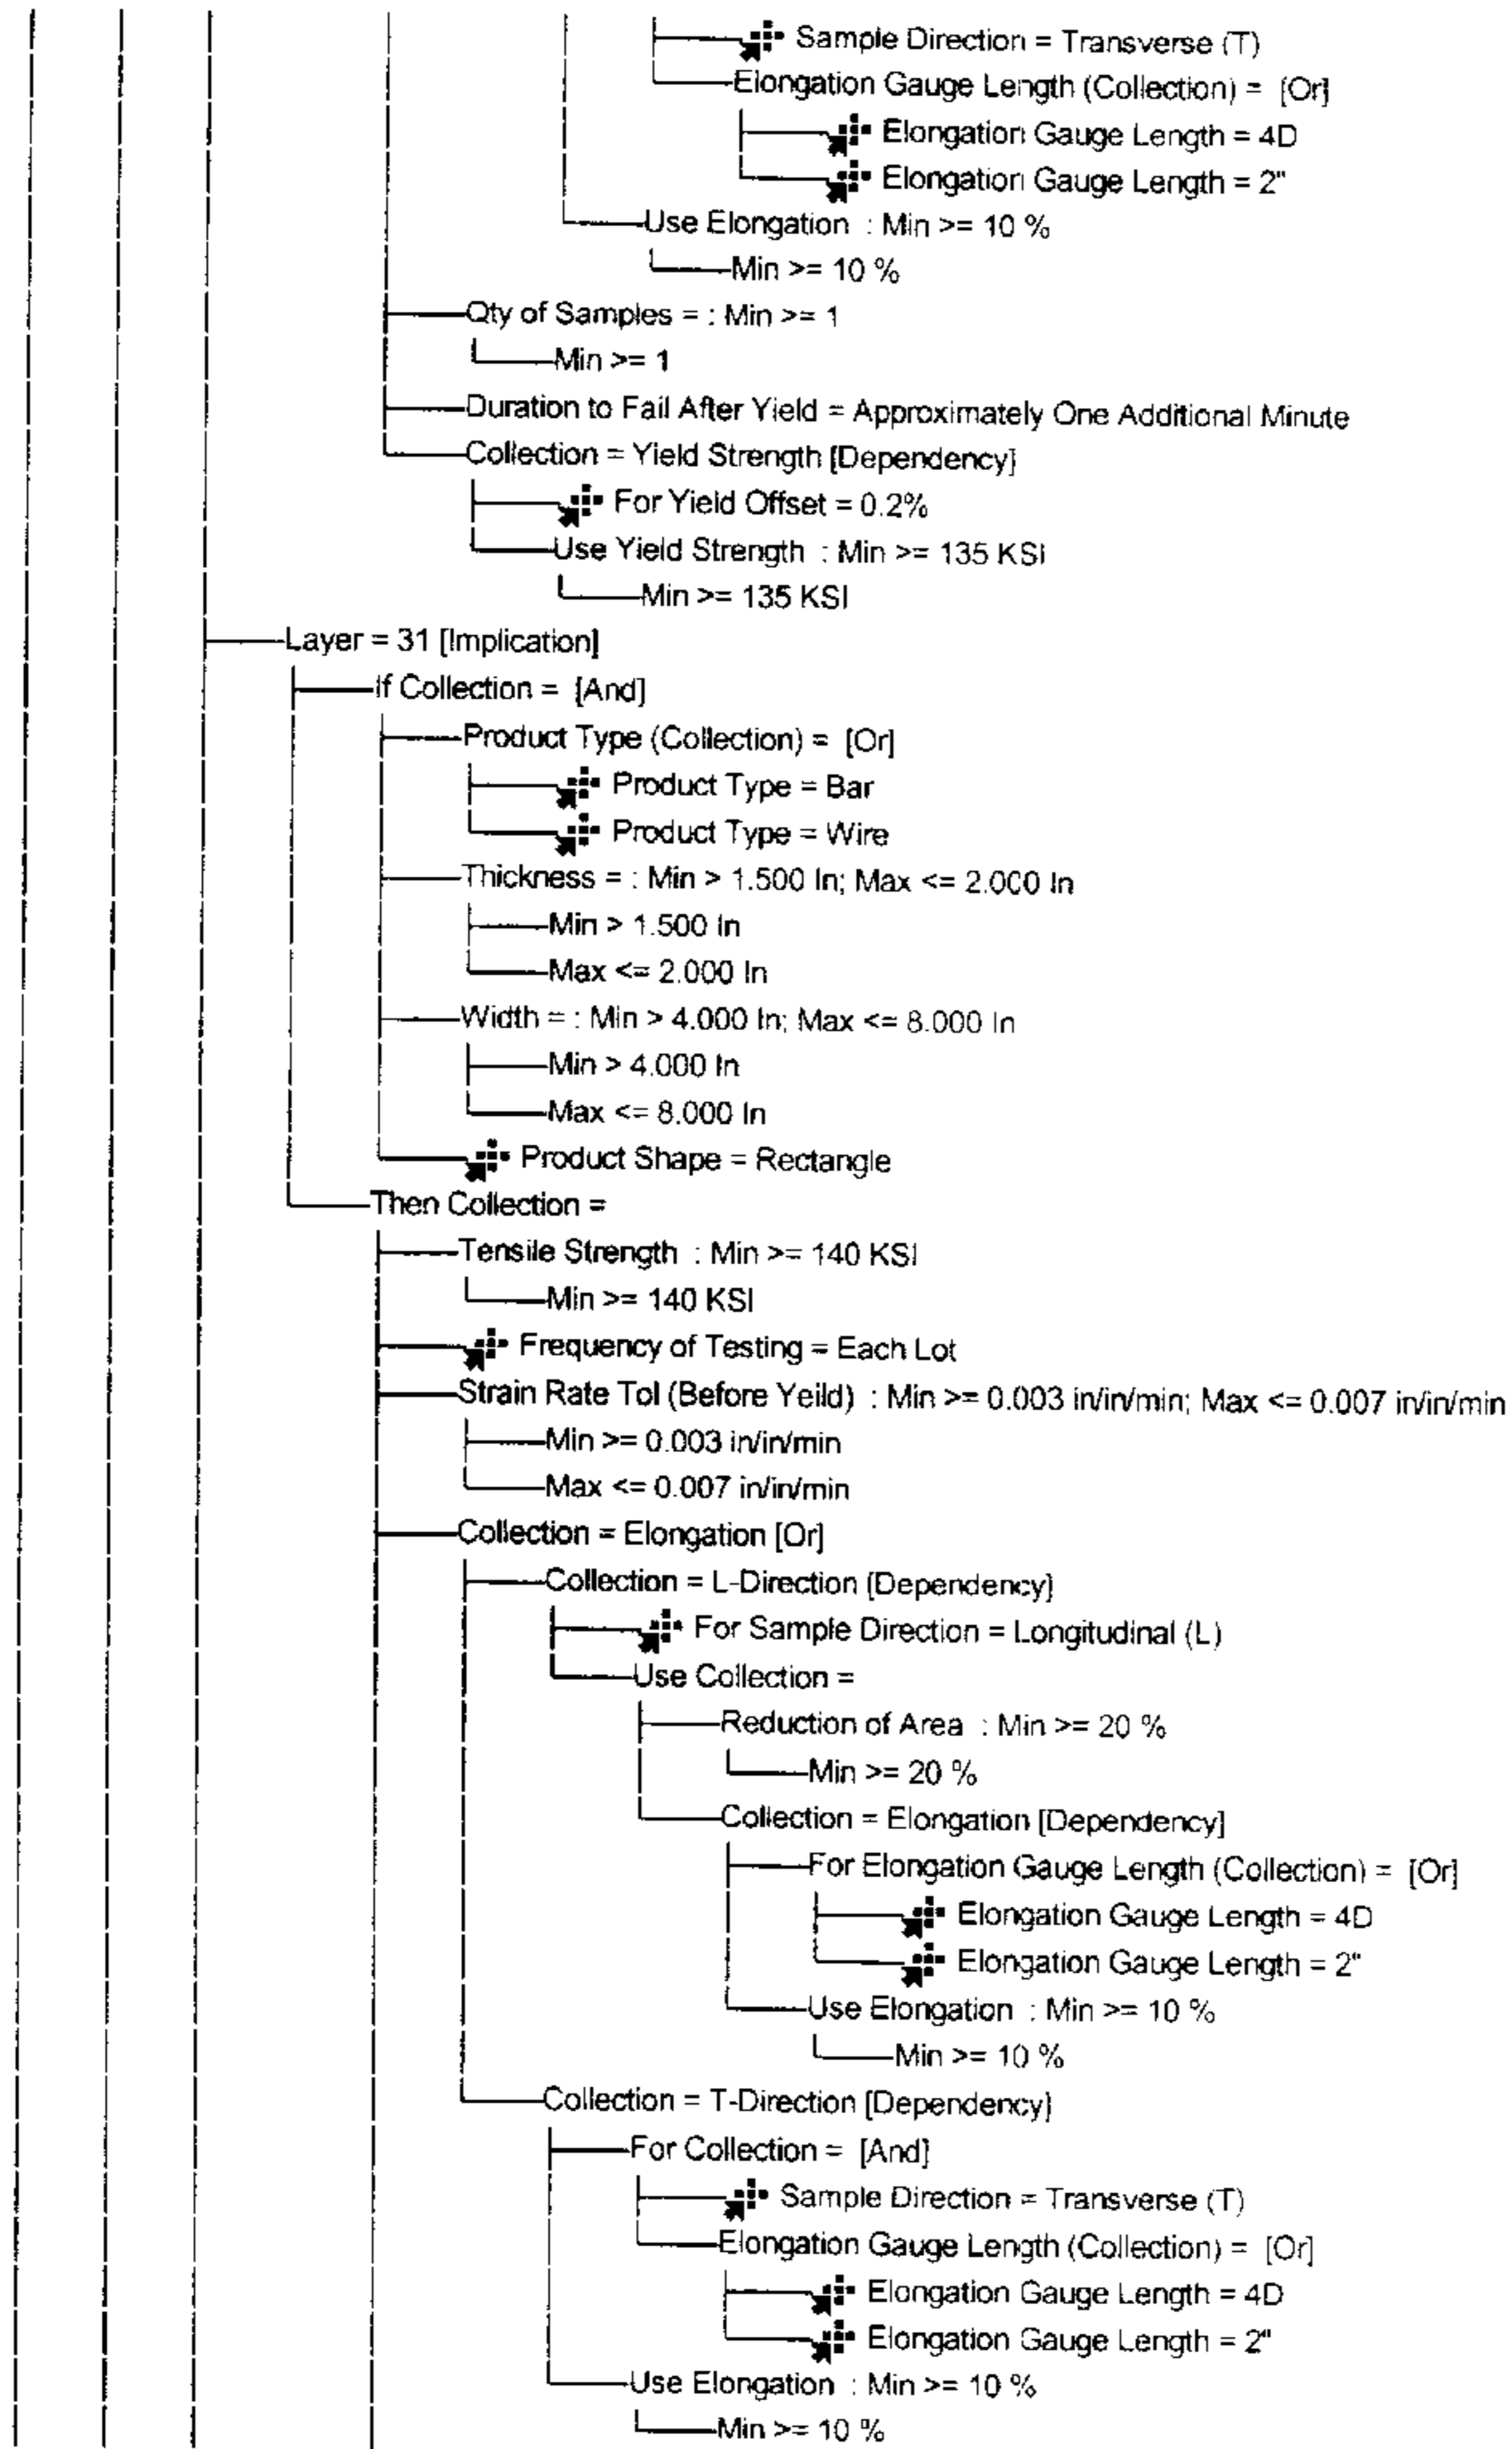 Sample Direction = Transverse (T)
Elongation Gauge Length (Collection) = [Or]
Elongation Gauge Length = 4D
Elongation Gauge Length = 2"
Use Elongation : Min >= 10 %
Min >= 10 %
Qty of Samples = : Min >= 1
Min >= 1
Duration to Fail After Yield = Approximately One Additional Minute
Collection = Yield Strength [Dependency]
For Yield Offset = 0.2%
Use Yield Strength : Min >= 135 KSI
Min >= 135 KSI
Layer = 31 [Implication]
If Collection = [And]
Product Type (Collection) = [Or]
Product Type = Bar
Product Type = Wire
Thickness = : Min > 1.500 In; Max <= 2.000 In
Min > 1.500 In
Max <= 2.000 In
Width = : Min > 4.000 In; Max <= 8.000 In
Min > 4.000 In
Max <= 8.000 In
Product Shape = Rectangle
Then Collection =
Tensile Strength : Min >= 140 KSI
Min >= 140 KSI
Frequency of Testing = Each Lot
Strain Rate Tol (Before Yeild) : Min >= 0.003 in/in/min; Max <= 0.007 in/in/min
Min >= 0.003 in/in/min
Max <= 0.007 in/in/min
Collection = Elongation [Or]
Collection = L-Direction [Dependency]
For Sample Direction = Longitudinal (L)
Use Collection =
Reduction of Area : Min >= 20 %
Min >= 20 %
Collection = Elongation [Dependency]
For Elongation Gauge Length (Collection) = [Or]
Elongation Gauge Length = 4D
Elongation Gauge Length = 2"
Use Elongation : Min >= 10 %
Min >= 10 %
Collection = T-Direction [Dependency]
For Collection = [And]
Sample Direction = Transverse (T)
Elongation Gauge Length (Collection) = [Or]
Elongation Gauge Length = 4D
Elongation Gauge Length = 2"
Use Elongation : Min >= 10 %
Min >= 10 %